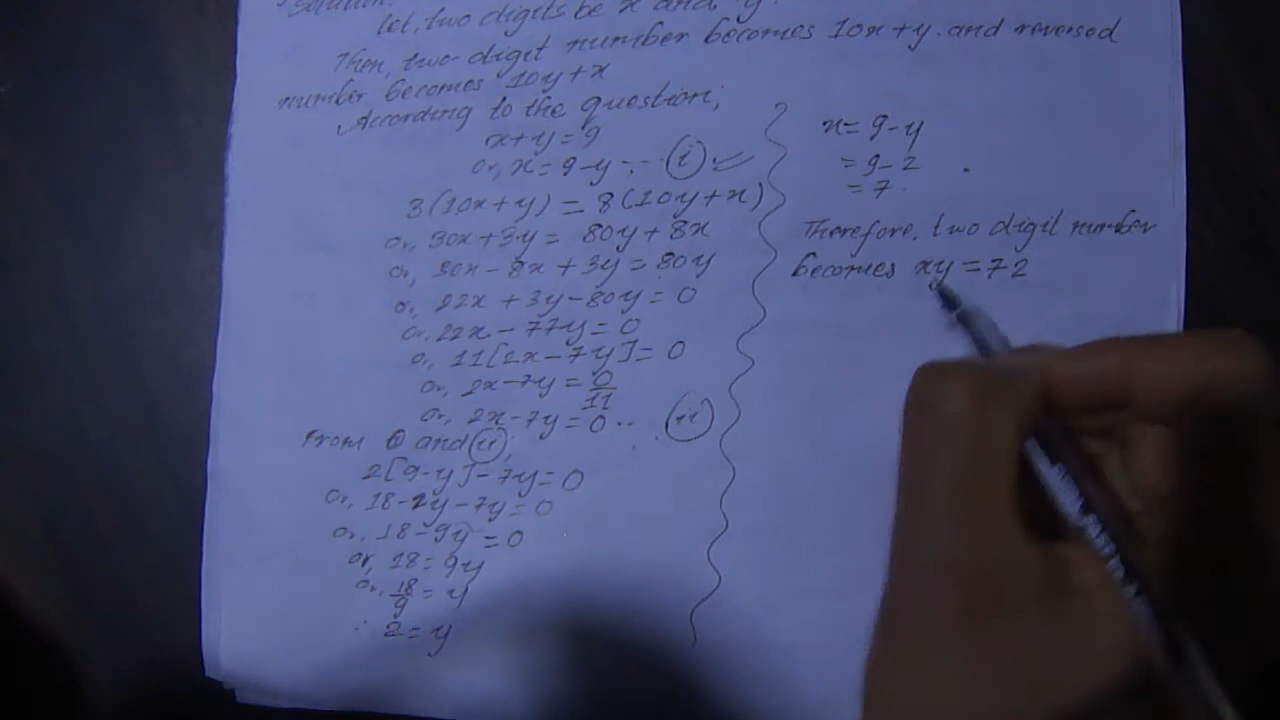 Solution:
Let, two digits be x and y.
Then, two-digit number becomes 10x+y. and reversed
number becomes 10y+x
According to the question,
x+y=9
or, x=9-y ... (i)
3(10x+y) = 8(10y+x)
or, 30x+3y = 80y+8x
or, 30x-8x+3y=80y
or, 22x+3y-80y=0
or, 22x-77y=0
or, 11[2x-7y]=0
or, 2x-7y=0/11
or, 2x-7y=0... (ii)
From (i) and (ii),
2[9-y]-7y=0
or, 18-2y-7y=0
or, 18-9y=0
or, 18=9y
or, 18/9=y
∴ 2=y
x=9-y
=9-2
=7.
Therefore, two digit number
becomes xy=72